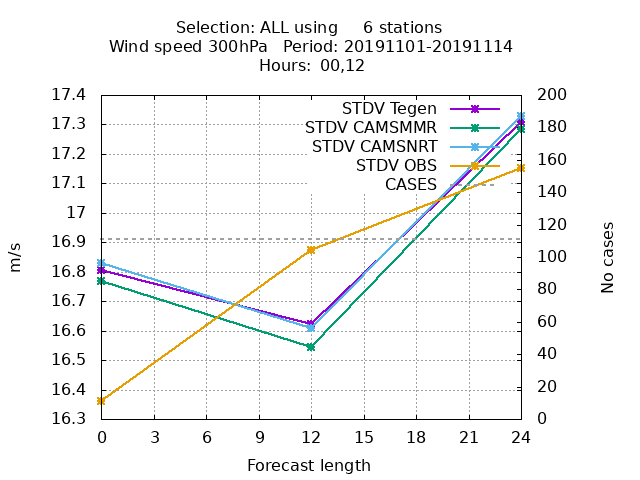 Selection: ALL using     6 stations
Wind speed 300hPa   Period: 20191101-20191114
Hours: 00,12
17.4
17.3
17.2
17.1
17
16.9
16.8
16.7
16.6
16.5
16.4
16.3
m/s
STDV Tegen
STDV CAMSMMR
STDV CAMSNRT
STDV OBS
CASES
200
180
160
140
120
100
80
60
40
20
0
No cases
0 3 6 9 12 15 18 21 24
Forecast length